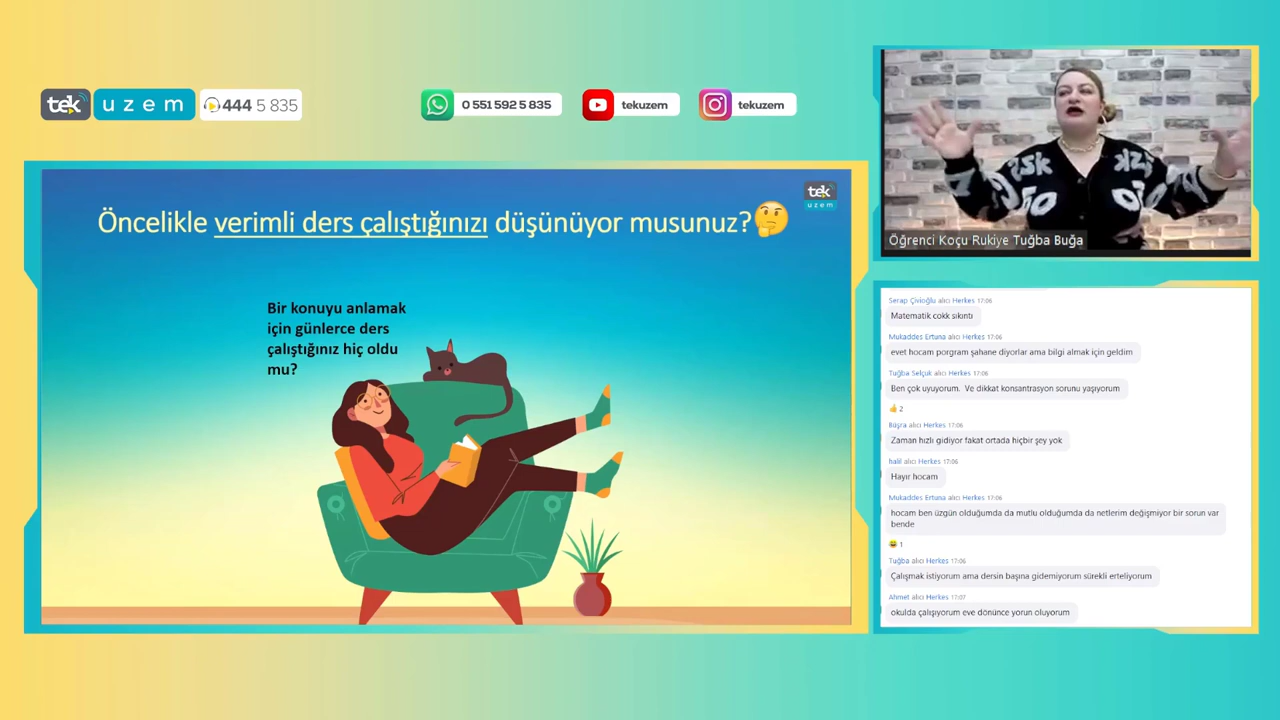 tek uzem 444 5 835
0 551 592 5 835
tekuzem
tekuzem
tek
uzem
Öncelikle verimli ders çalıştığınızı düşünüyor musunuz?
Bir konuyu anlamak
için günlerce ders
çalıştığınız hiç oldu
mu?
Öğrenci Koçu Rukiye Tuğba Buğa
Serap Çivioğlu alıcı Herkes 17:06
Matematik cokk sıkıntı
Mukaddes Ertuna alıcı Herkes 17:06
evet hocam porgram şahane diyorlar ama bilgi almak için geldim
Tuğba Selçuk alıcı Herkes 17:06
Ben çok uyuyorum. Ve dikkat konsantrasyon sorunu yaşıyorum
2
Büşra alıcı Herkes 17:06
Zaman hızlı gidiyor fakat ortada hiçbir şey yok
halil alıcı Herkes 17:06
Hayır hocam
Mukaddes Ertuna alıcı Herkes 17:06
hocam ben üzgün olduğumda da mutlu olduğumda da netlerim değişmiyor bir sorun var
bende
1
Tuğba alıcı Herkes 17:06
Çalışmak istiyorum ama dersin başına gidemiyorum sürekli erteliyorum
Ahmet alıcı Herkes 17:07
okulda çalışıyorum eve dönünce yorun oluyorum